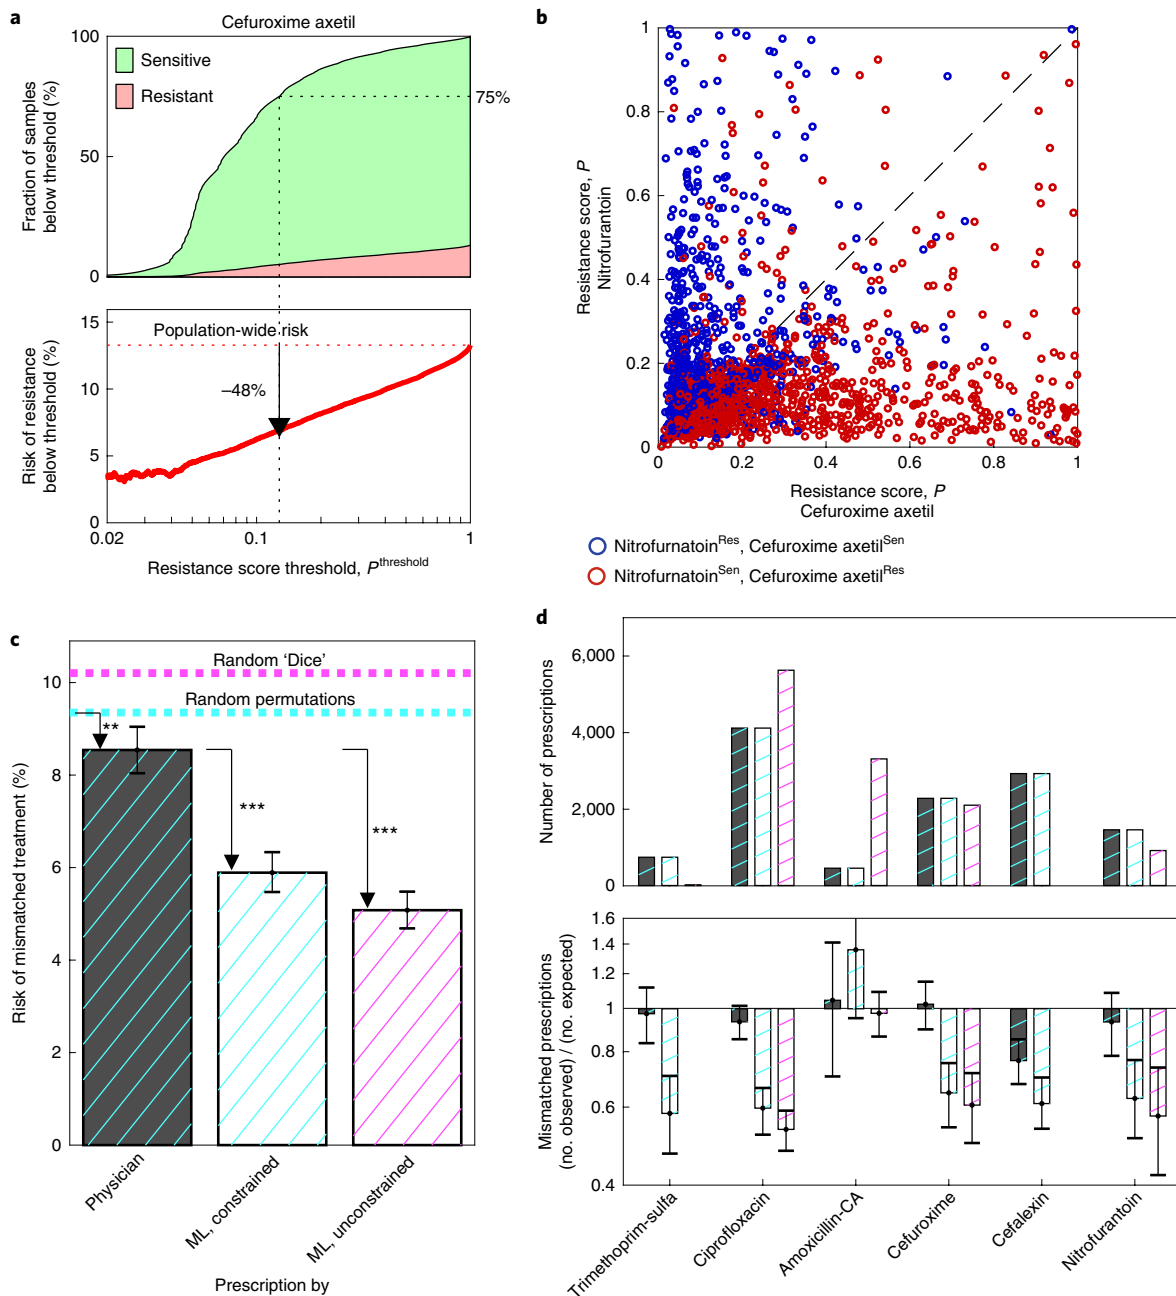 a
Cefuroxime axetil
100
50
0
Fraction of samples
below threshold (%)
Sensitive
Resistant
75%
15
10
5
0
Risk of resistance
below threshold (%)
Population-wide risk
–48%
0.02
0.1
1
Resistance score threshold, P^threshold
b
1
0.8
0.6
0.4
0.2
0
Resistance score, P
Nitrofurantoin
0
0.2
0.4
0.6
0.8
1
Resistance score, P
Cefuroxime axetil
Nitrofurnatoin^Res, Cefuroxime axetil^Sen
Nitrofurnatoin^Sen, Cefuroxime axetil^Res
c
Random ‘Dice’
Random permutations
10
8
6
4
2
0
Risk of mismatched treatment (%)
**
***
***
Physician
ML, constrained
ML, unconstrained
Prescription by
d
6,000
4,000
2,000
0
Number of prescriptions
1.6
1.4
1.2
1
0.8
0.6
0.4
Mismatched prescriptions
(no. observed) / (no. expected)
Trimethoprim-sulfa
Ciprofloxacin
Amoxicillin-CA
Cefuroxime
Cefalexin
Nitrofurantoin